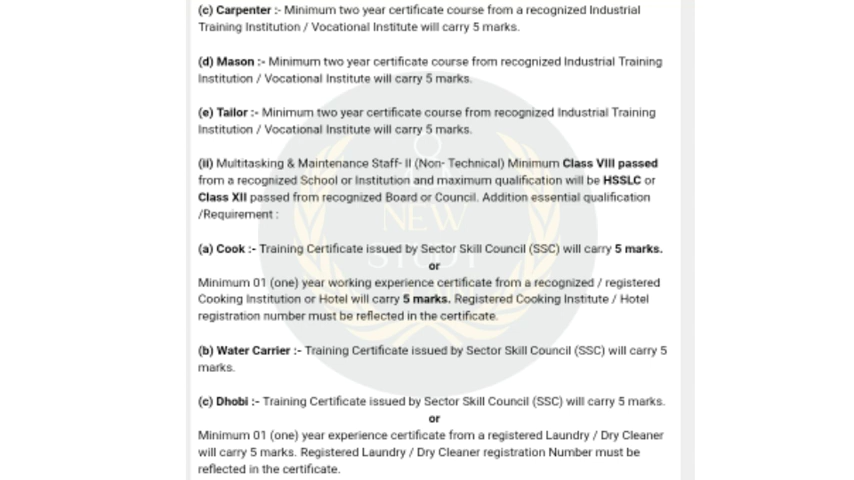 (c) Carpenter :- Minimum two year certificate course from a recognized Industrial
Training Institution / Vocational Institute will carry 5 marks.
(d) Mason :- Minimum two year certificate course from recognized Industrial Training
Institution / Vocational Institute will carry 5 marks.
(e) Tailor :- Minimum two year certificate course from recognized Industrial Training
Institution / Vocational Institute will carry 5 marks.
(ii) Multitasking & Maintenance Staff- II (Non- Technical) Minimum Class VIII passed
from a recognized School or Institution and maximum qualification will be HSSLC or
Class XII passed from recognized Board or Council. Addition essential qualification
/Requirement :
NEW
STUDY
(a) Cook :- Training Certificate issued by Sector Skill Council (SSC) will carry 5 marks.
or
Minimum 01 (one) year working experience certificate from a recognized / registered
Cooking Institution or Hotel will carry 5 marks. Registered Cooking Institute / Hotel
registration number must be reflected in the certificate.
(b) Water Carrier :- Training Certificate issued by Sector Skill Council (SSC) will carry 5
marks.
(c) Dhobi :- Training Certificate issued by Sector Skill Council (SSC) will carry 5 marks.
or
Minimum 01 (one) year experience certificate from a registered Laundry / Dry Cleaner
will carry 5 marks. Registered Laundry / Dry Cleaner registration Number must be
reflected in the certificate.